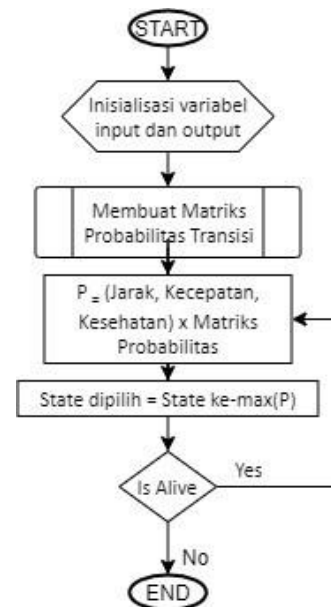 START
Inisialisasi variabel
input dan output
Membuat Matriks
Probabilitas Transisi
P = (Jarak, Kecepatan,
Kesehatan) x Matriks
Probabilitas
State dipilih = State ke-max(P)
Is Alive
Yes
No
END